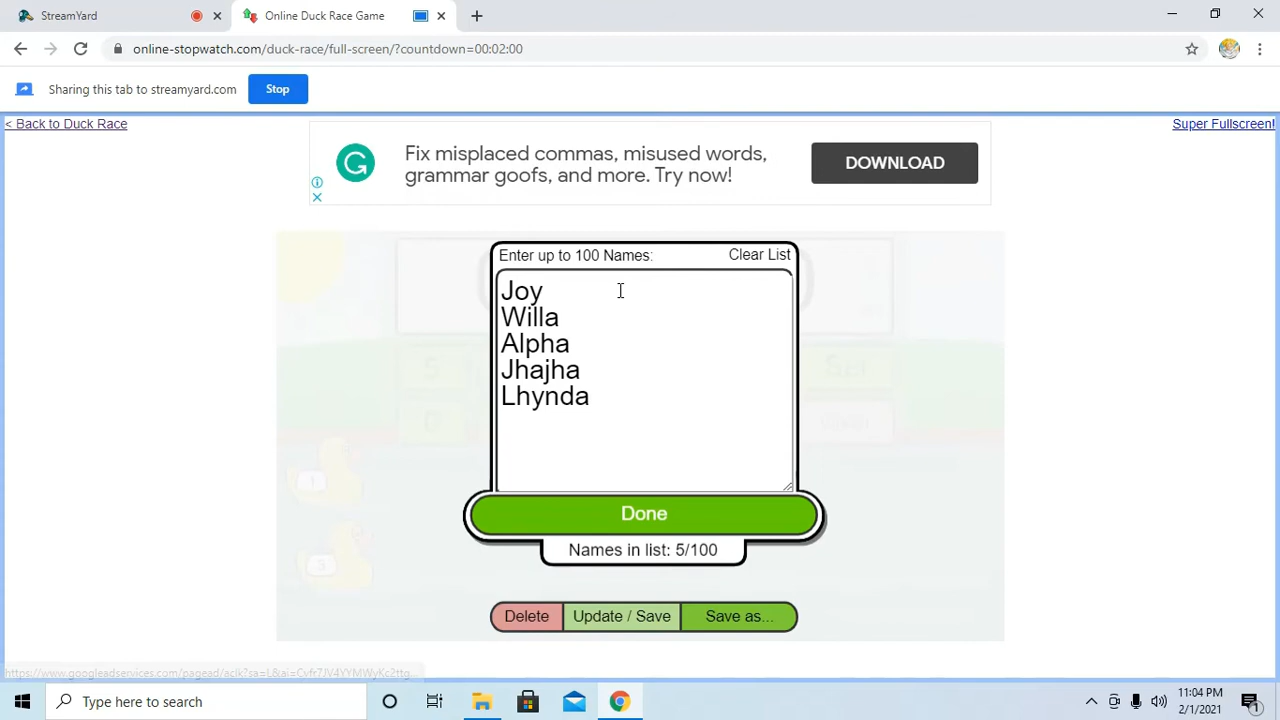 StreamYard
Online Duck Race Game
online-stopwatch.com/duck-race/full-screen/?countdown=00:02:00
Sharing this tab to streamyard.com Stop
< Back to Duck Race
Super Fullscreen!
Fix misplaced commas, misused words,
grammar goofs, and more. Try now!
DOWNLOAD
Enter up to 100 Names: Clear List
Joy
Willa
Alpha
Jhajha
Lhynda
Done
Names in list: 5/100
Delete Update / Save Save as...
Type here to search
11:04 PM
2/1/2021